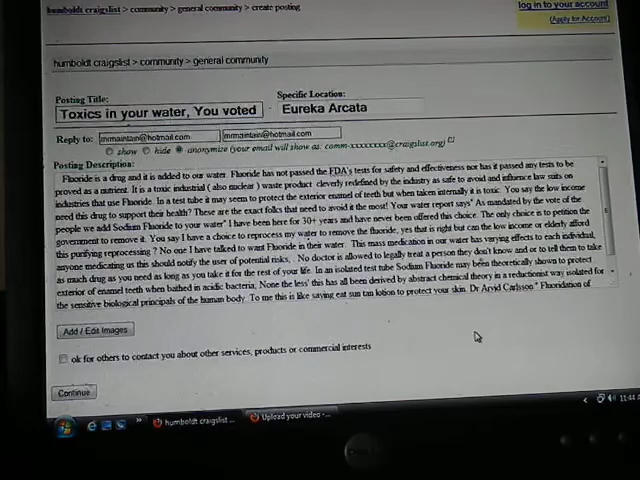 humboldt craigslist > community > general community > create posting
log in to your account
(Apply for Account)
humboldt craigslist > community > general community
Posting Title:
Specific Location:
Toxics in your water, You voted
Eureka Arcata
Reply to:
mrmaintain@hotmail.com
mrmaintain@hotmail.com
show hide anonymize (your email will show as: comm-xxxxxxxx@craigslist.org)
Posting Description:
Fluoride is a drug and it is added to our water. Fluoride has not passed the FDA's tests for safety and effectiveness nor has it passed any tests to be
proved as a nutrient. It is a toxic industrial ( also nuclear ) waste product cleverly redefined by the industry as safe to avoid and influence law suits on
industries that use Fluoride. In a test tube it may seem to protect the exterior enamel of teeth but when taken internally it is toxic. You say the low income
need this drug to support their health? These are the exact folks that need to avoid it the most! Your water report says" As mandated by the vote of the
people we add Sodium Fluoride to your water" I have been here for 30+ years and have never been offered this choice. The only choice is to petition the
government to remove it. You say I have a choice to reprocess my water to remove the fluoride, yes that is right but can the low income or elderly afford
this purifying reprocessing ? No one I have talked to want Fluoride in their water. This mass medication in our water has varying effects to each individual,
anyone medicating us this should notify the user of potential risks, . No doctor is allowed to legally treat a person they don't know and or to tell them to take
as much drug as you need as long as you take it for the rest of your life. In an isolated test tube Sodium Fluoride may been theoretically shown to protect
exterior of enamel teeth when bathed in acidic bacteria, None the less' this has all been derived by abstract chemical theory in a reductionist way isolated for
the sensitive biological principals of the human body. To me this is like saying eat sun tan lotion to protect your skin. Dr Arvid Carlsson" Fluoridation of
Add / Edit Images
ok for others to contact you about other services, products or commercial interests
Continue
humboldt craigslist ...
Upload your video -...
11:44